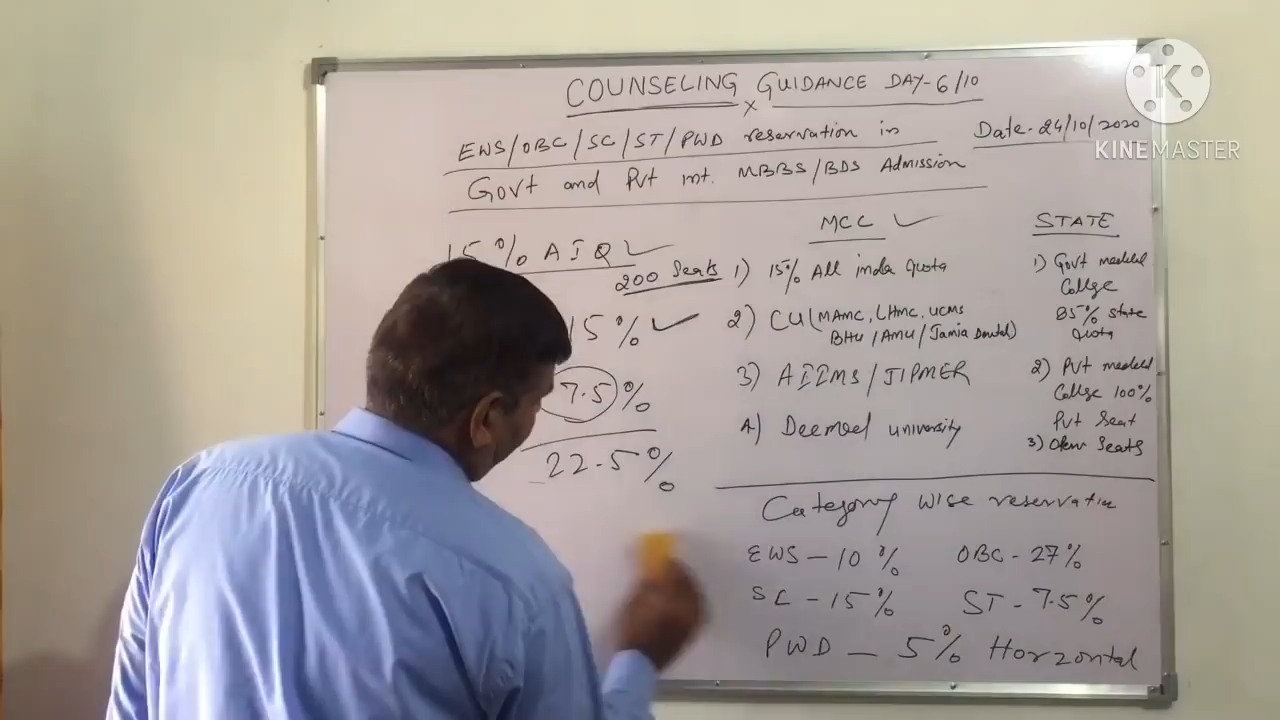 COUNSELING GUIDANCE DAY-6/10
x
EWS/OBC/SC/ST/PWD reservation in
Date-24/10/2020
KINEMASTER
GOVt and Pvt int. MBBS/BDS Admission
15% AIQ
200 Seats
15%
7.5%
22.5%
MCC
1) 15% All india Quota
2) CU(MAMC, LHMC, UCMS
BHU/AMU/Jamia Dental)
3) AIIMS/JIPMER
4) Deemed university
STATE
1) Govt medical
College
85% state
Quota
2) Pvt medical
College 100%
Pvt Seat
3) Seats
Category wise reservation
EWS - 10% OBC - 27%
SC - 15% ST - 7.5%
PWD - 5% Horzontal